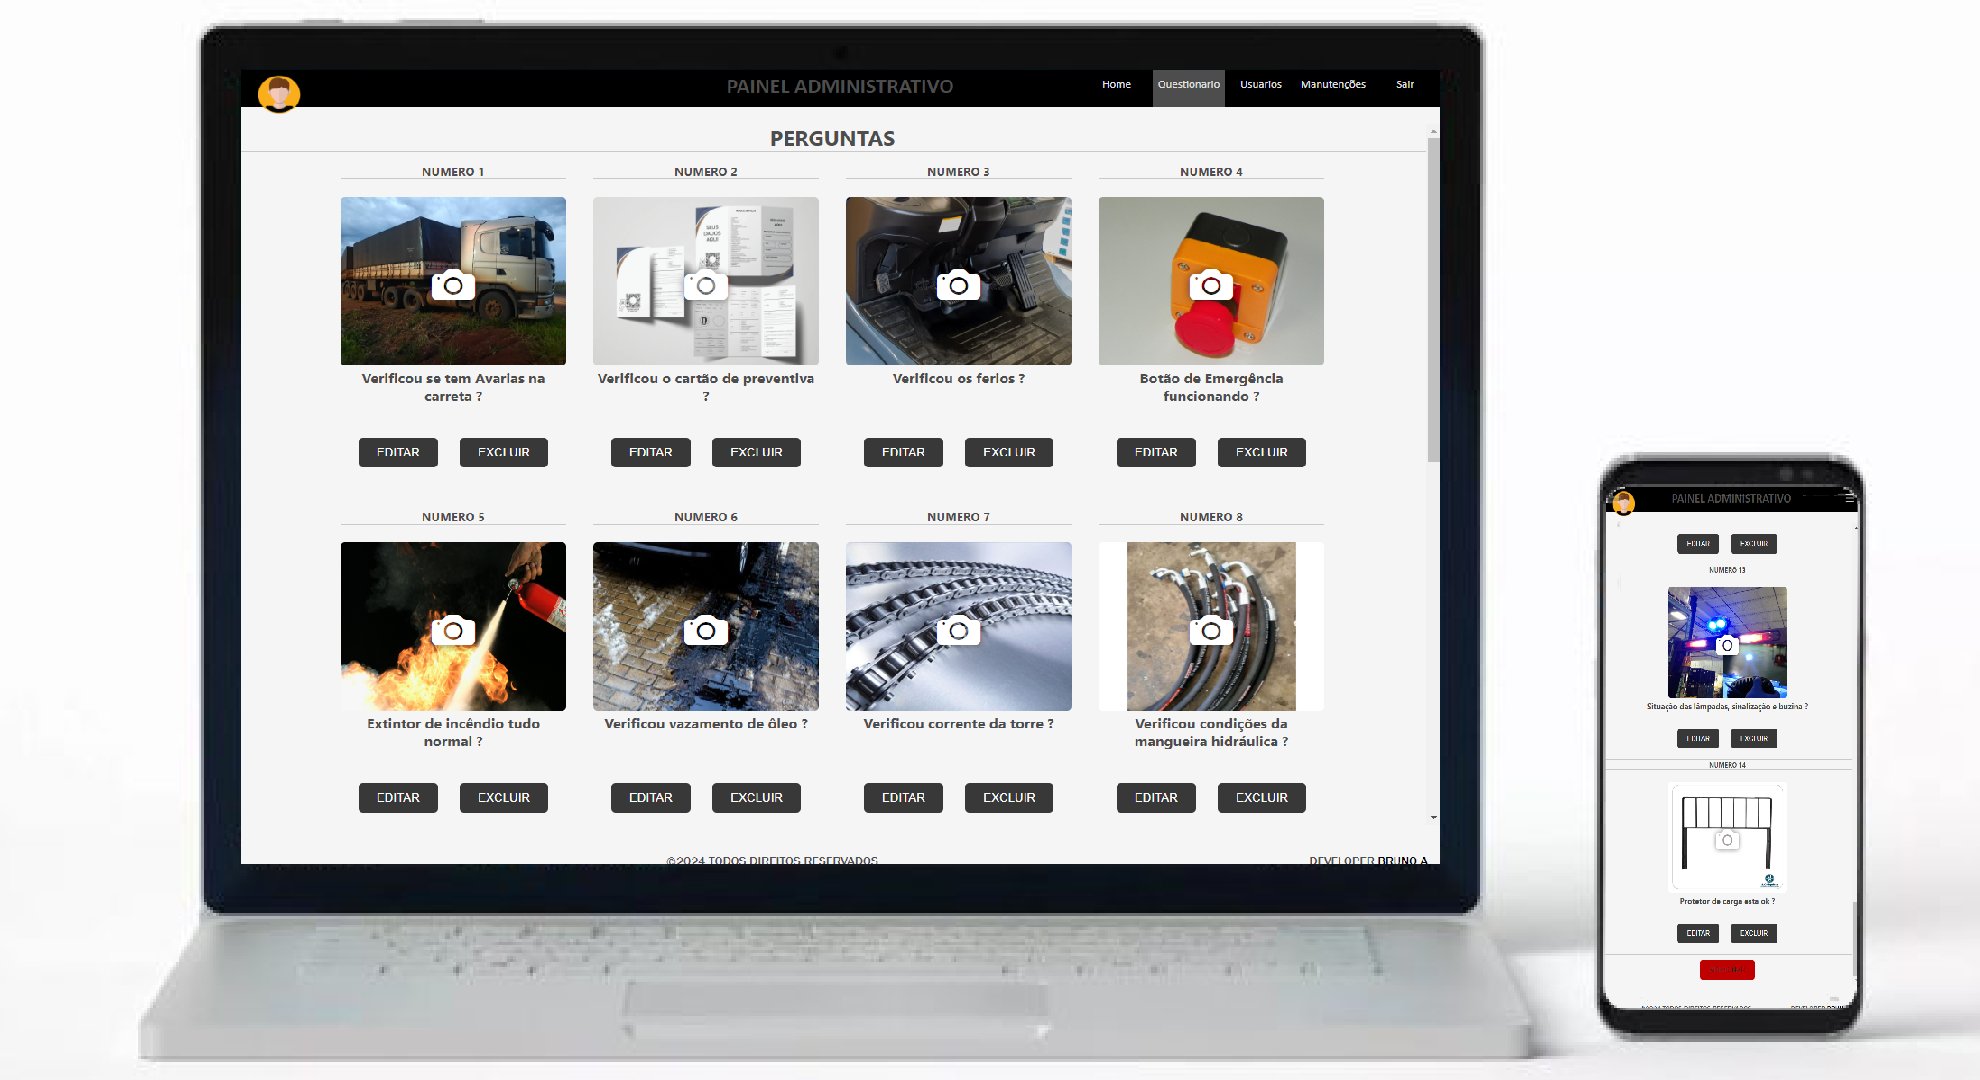 PAINEL ADMINISTRATIVO
Home
Questionario
Usuarios
Manutenções
Sair
PERGUNTAS
NUMERO 1
NUMERO 2
NUMERO 3
NUMERO 4
Verificou se tem Avarias na
carreta ?
Verificou o cartão de preventiva
?
Verificou os ferios ?
Botão de Emergência
funcionando ?
EDITAR
EXCLUIR
EDITAR
EXCLUIR
EDITAR
EXCLUIR
EDITAR
EXCLUIR
NUMERO 5
NUMERO 6
NUMERO 7
NUMERO 8
Extintor de incêndio tudo
normal ?
Verificou vazamento de ôleo ?
Verificou corrente da torre ?
Verificou condições da
mangueira hidráulica ?
EDITAR
EXCLUIR
EDITAR
EXCLUIR
EDITAR
EXCLUIR
EDITAR
EXCLUIR
©2024 TODOS DIREITOS RESERVADOS
DEVELOPER BRUNO A
PAINEL ADMINISTRATIVO
EDITAR
EXCLUIR
NUMERO 13
Situação das lâmpadas, sinalização e buzina ?
EDITAR
EXCLUIR
NUMERO 14
Protetor de carga esta ok ?
EDITAR
EXCLUIR